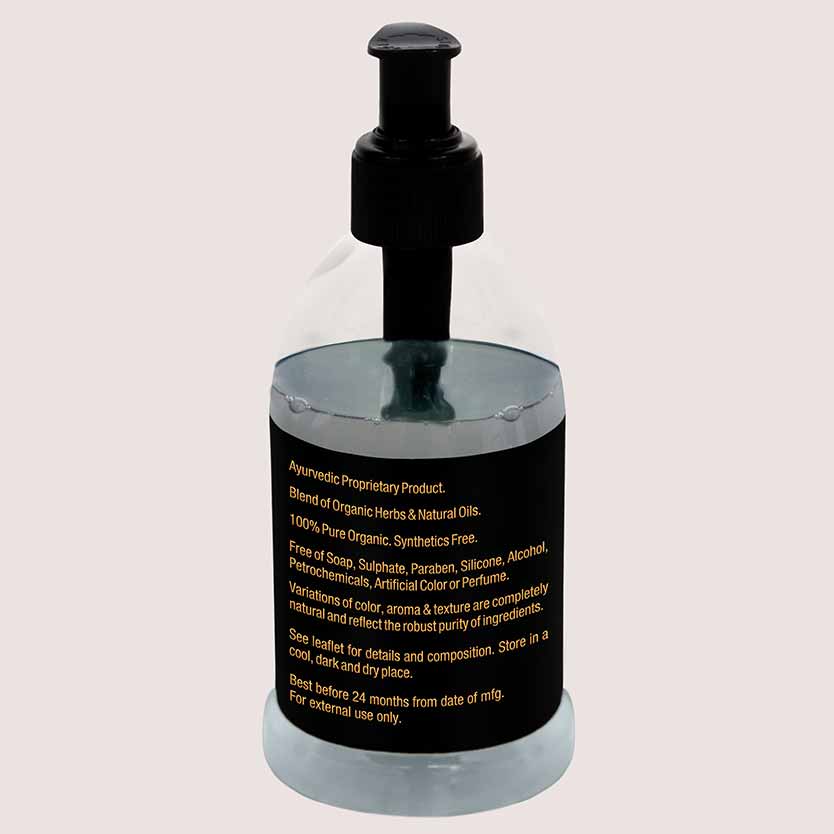 Ayurvedic Proprietary Product.
Blend of Organic Herbs & Natural Oils.
100% Pure Organic. Synthetics Free.
Free of Soap, Sulphate, Paraben, Silicone, Alcohol,
Petrochemicals, Artificial Color or Perfume.
Variations of color, aroma & texture are completely
natural and reflect the robust purity of ingredients.
See leaflet for details and composition. Store in a
cool, dark and dry place.
Best before 24 months from date of mfg.
For external use only.